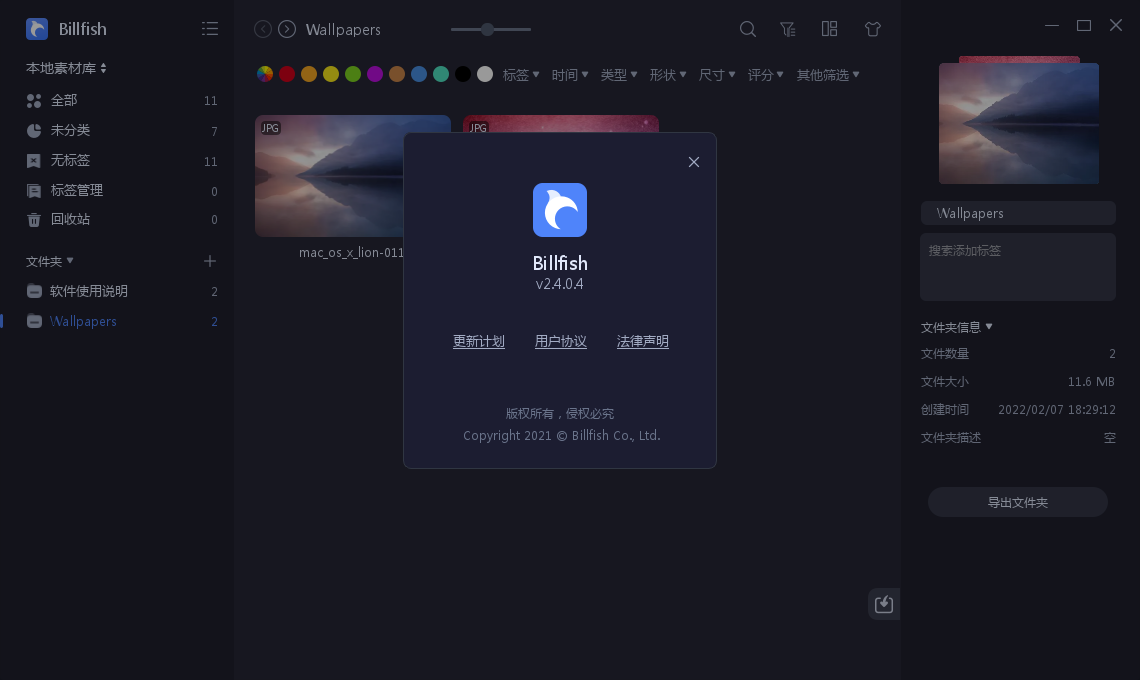 Billfish
本地素材库
全部 11
未分类 7
无标签 11
标签管理 0
回收站 0
文件夹
软件使用说明 2
Wallpapers 2
Wallpapers
标签 时间 类型 形状 尺寸 评分 其他筛选
JPG
JPG
mac_os_x_lion-011
Billfish
v2.4.0.4
更新计划 用户协议 法律声明
版权所有，侵权必究
Copyright 2021 © Billfish Co., Ltd.
Wallpapers
搜索添加标签
文件夹信息
文件数量 2
文件大小 11.6 MB
创建时间 2022/02/07 18:29:12
文件夹描述 空
导出文件夹